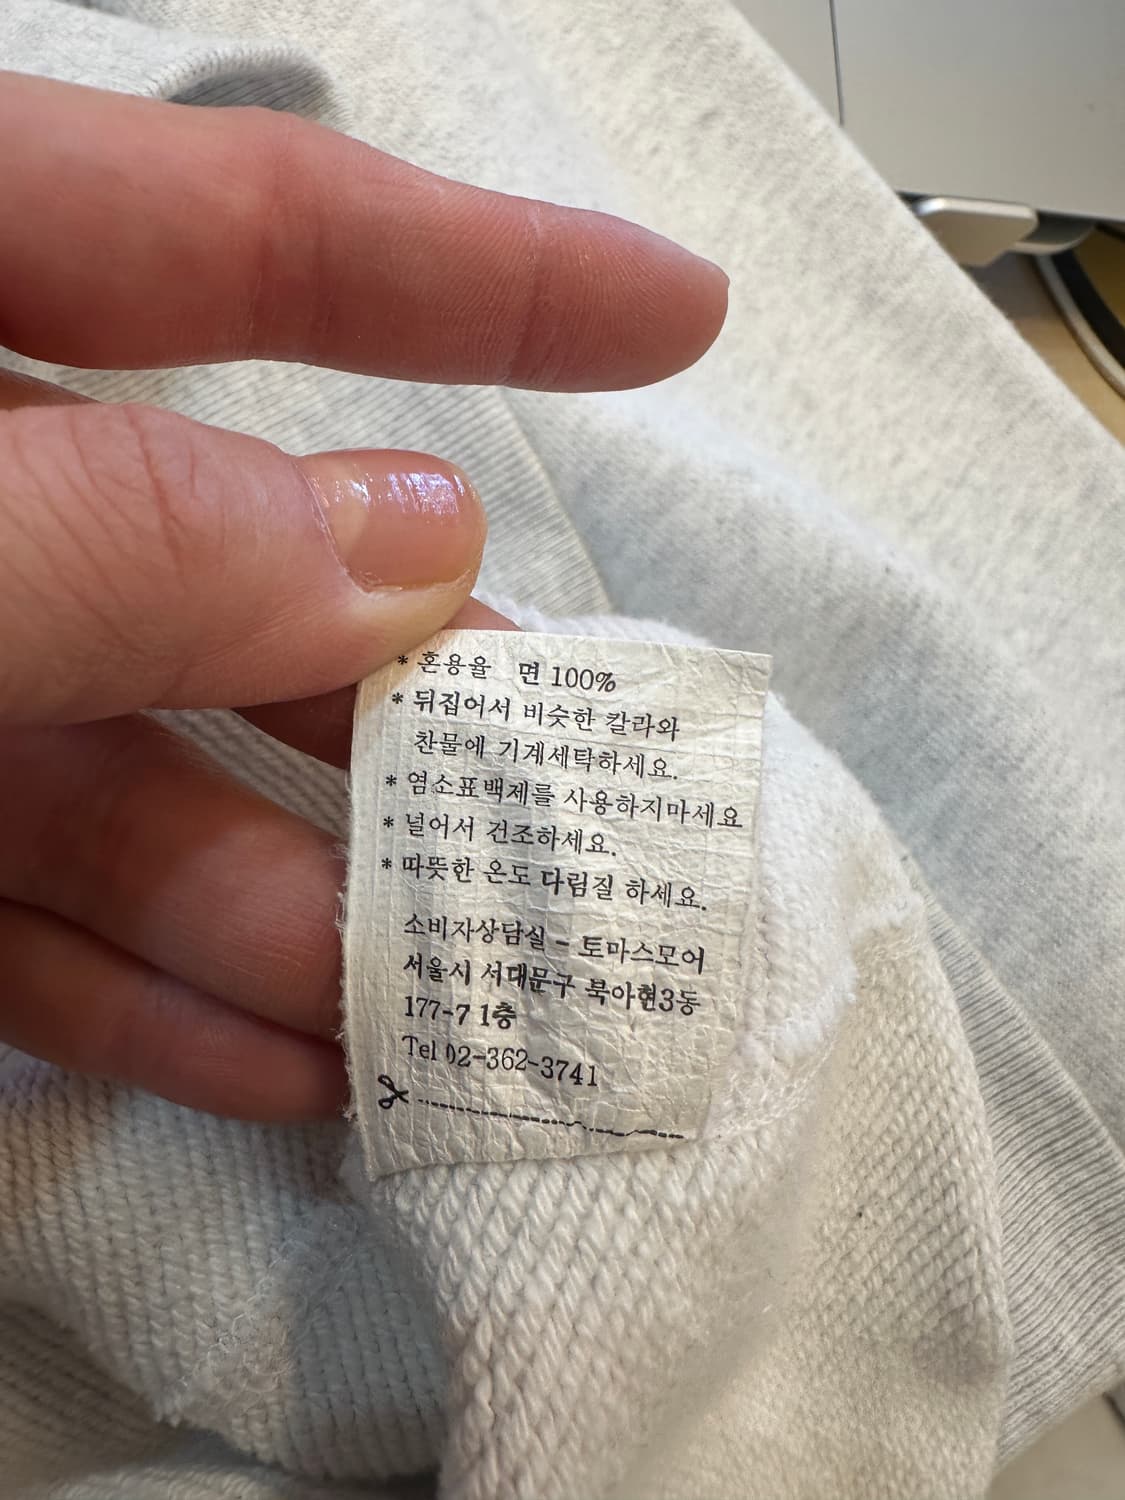 * 혼용율 면 100%
* 뒤집어서 비슷한 칼라와
찬물에 기계세탁하세요.
* 염소표백제를 사용하지마세요
* 널어서 건조하세요.
* 따뜻한 온도 다림질 하세요.
소비자상담실 - 토마스모어
서울시 서대문구 북아현3동
177-7 1층
Tel 02-362-3741